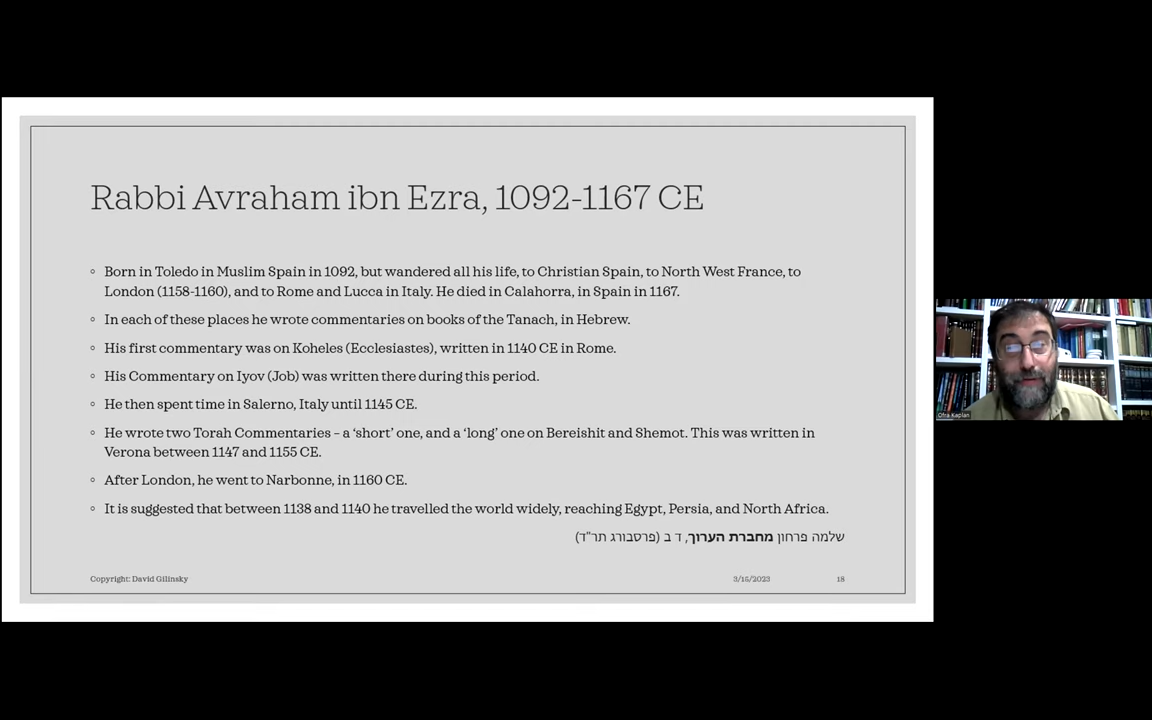 Rabbi Avraham ibn Ezra, 1092-1167 CE
◦ Born in Toledo in Muslim Spain in 1092, but wandered all his life, to Christian Spain, to North West France, to
London (1158-1160), and to Rome and Lucca in Italy. He died in Calahorra, in Spain in 1167.
◦ In each of these places he wrote commentaries on books of the Tanach, in Hebrew.
◦ His first commentary was on Koheles (Ecclesiastes), written in 1140 CE in Rome.
◦ His Commentary on Iyov (Job) was written there during this period.
◦ He then spent time in Salerno, Italy until 1145 CE.
◦ He wrote two Torah Commentaries – a ‘short’ one, and a ‘long’ one on Bereishit and Shemot. This was written in
Verona between 1147 and 1155 CE.
◦ After London, he went to Narbonne, in 1160 CE.
◦ It is suggested that between 1138 and 1140 he travelled the world widely, reaching Egypt, Persia, and North Africa.
שלמה פרחון מחברת הערוך, ד ב (פרסבורג תר"ד)
Copyright: David Gilinsky 3/15/2023 18
Ofra Kaplan